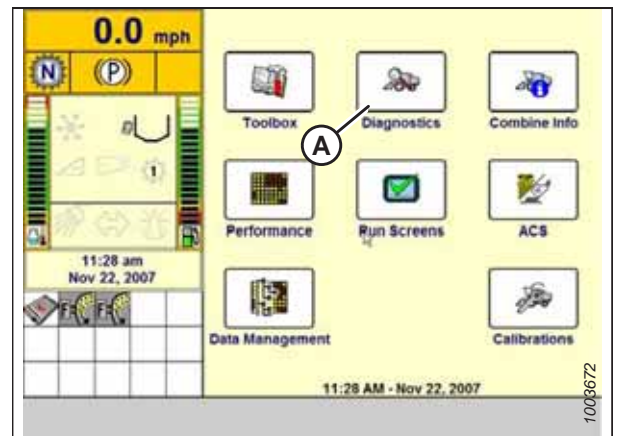 0.0 mph
N
(P)
1
11:28 am
Nov 22, 2007
F=
F=
Toolbox
Diagnostics
Combine Info
A
Performance
Run Screens
ACS
Data Management
Calibrations
11:28 AM - Nov 22, 2007
1003672